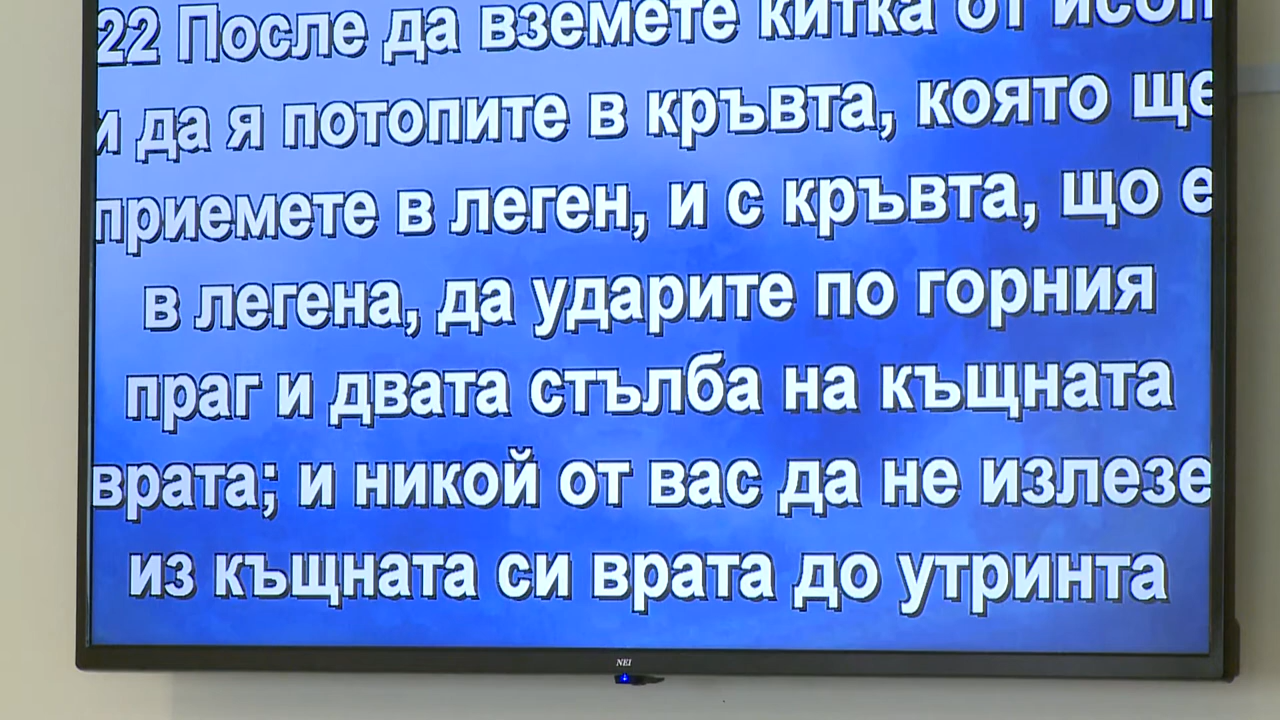 22 После да вземете китка от исоп
и да я потопите в кръвта, която ще
приемете в леген, и с кръвта, що е
в легена, да ударите по горния
праг и двата стълба на къщната
врата; и никой от вас да не излезе
из къщната си врата до утринта
NEI